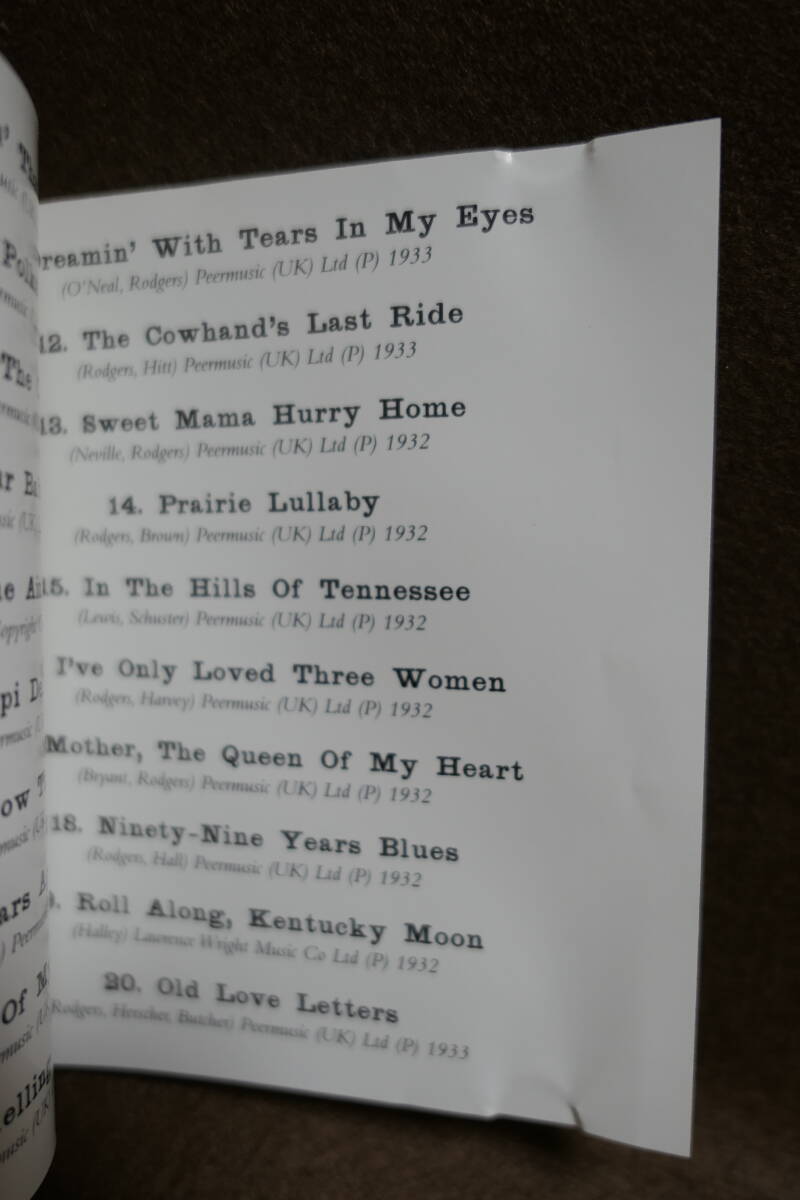 reamin' With Tears In My Eyes
(O'Neal, Rodgers) Peermusic (UK) Ltd (P) 1933
12. The Cowhand's Last Ride
(Rodgers, Hitt) Peermusic (UK) Ltd (P) 1933
13. Sweet Mama Hurry Home
(Neville, Rodgers) Peermusic (UK) Ltd (P) 1932
14. Prairie Lullaby
(Rodgers, Brown) Peermusic (UK) Ltd (P) 1932
15. In The Hills Of Tennessee
(Lewis, Schuster) Peermusic (UK) Ltd (P) 1932
I've Only Loved Three Women
(Rodgers, Harvey) Peermusic (UK) Ltd (P) 1932
Mother, The Queen Of My Heart
(Bryant, Rodgers) Peermusic (UK) Ltd (P) 1932
18. Ninety-Nine Years Blues
(Rodgers, Hall) Peermusic (UK) Ltd (P) 1932
. Roll Along, Kentucky Moon
(Halley) Lawrence Wright Music Co Ltd (P) 1932
20. Old Love Letters
Rodgers, Herscher, Butcher) Peermusic (UK) Ltd (P) 1933